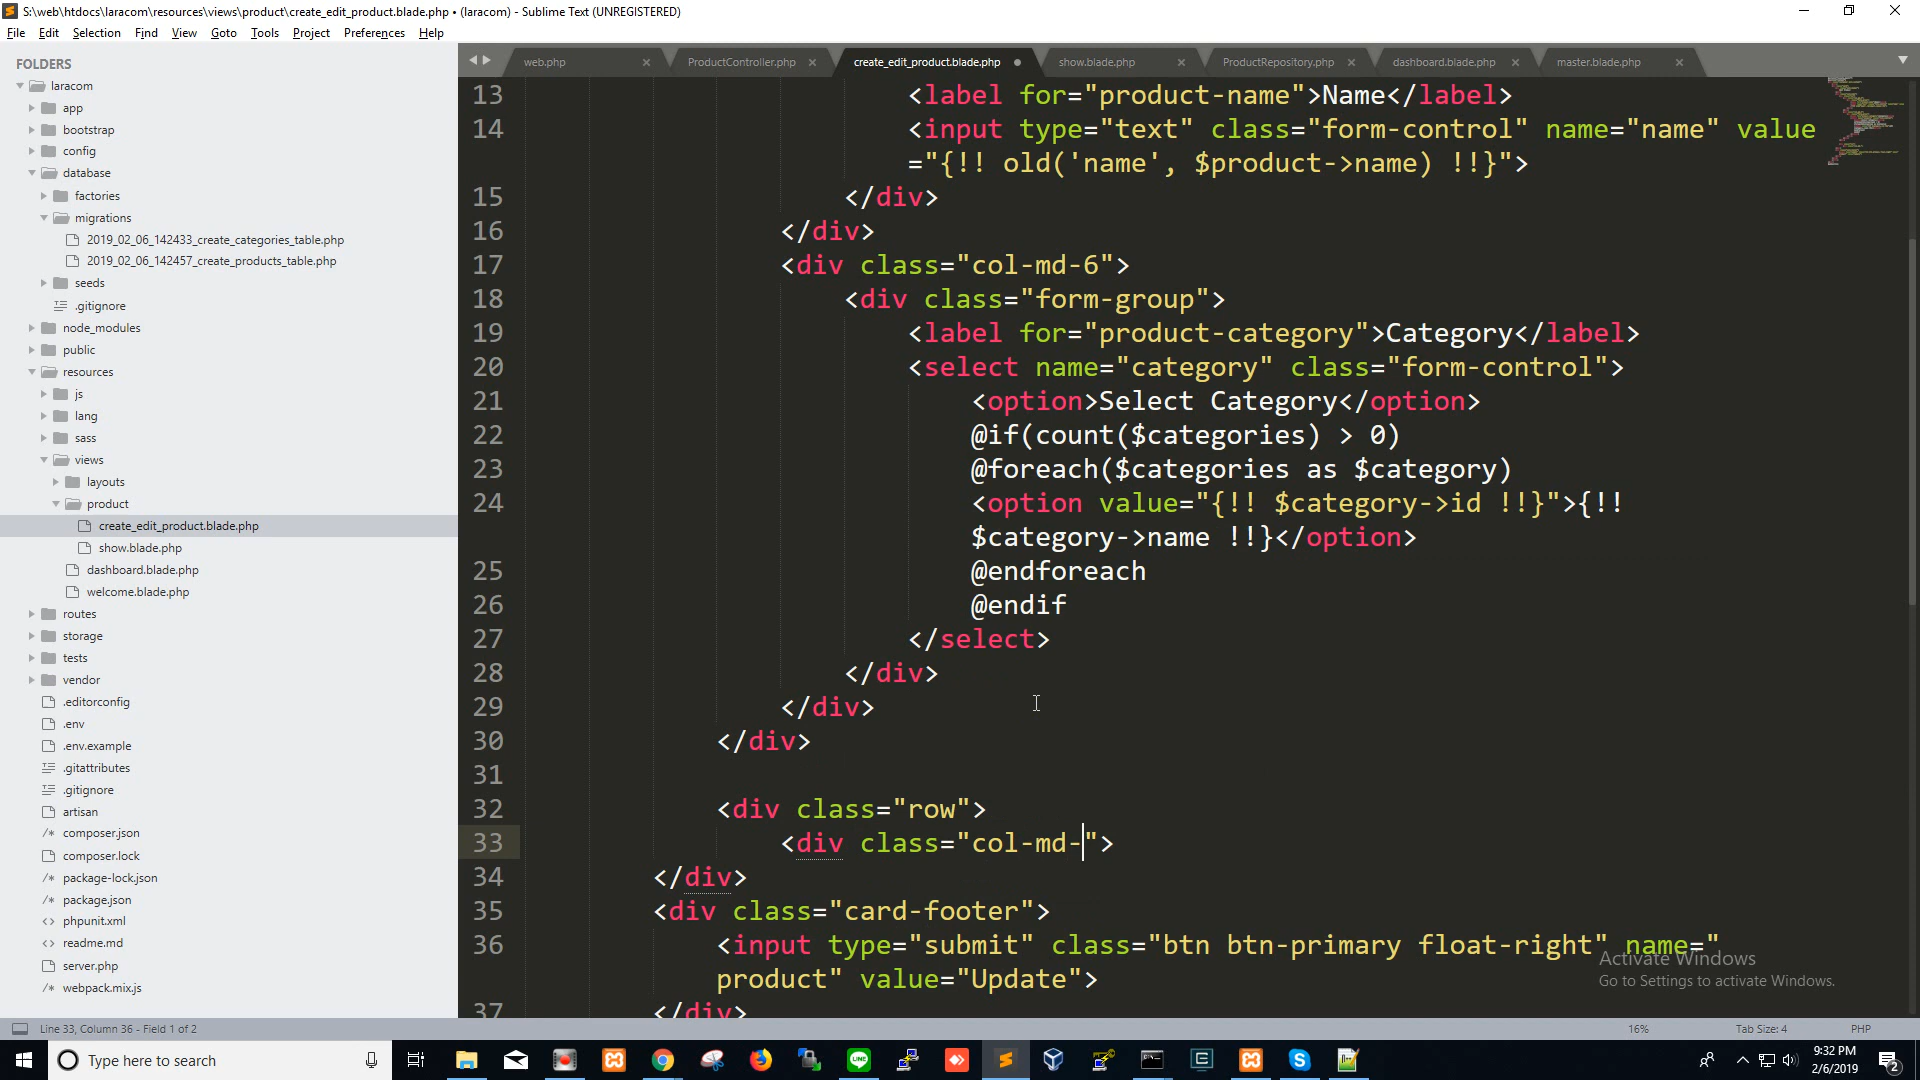 S:\web\htdocs\laracom\resources\views\product\create_edit_product.blade.php • (laracom) - Sublime Text (UNREGISTERED)
File Edit Selection Find View Goto Tools Project Preferences Help
FOLDERS
laracom
app
bootstrap
config
database
factories
migrations
2019_02_06_142433_create_categories_table.php
2019_02_06_142457_create_products_table.php
seeds
.gitignore
node_modules
public
resources
js
lang
sass
views
layouts
product
create_edit_product.blade.php
show.blade.php
dashboard.blade.php
welcome.blade.php
routes
storage
tests
vendor
.editorconfig
.env
.env.example
.gitattributes
.gitignore
artisan
/* composer.json
/* composer.lock
/* package-lock.json
/* package.json
<> phpunit.xml
<> readme.md
server.php
/* webpack.mix.js
web.php ProductController.php create_edit_product.blade.php show.blade.php ProductRepository.php dashboard.blade.php master.blade.php
13 <label for="product-name">Name</label>
14 <input type="text" class="form-control" name="name" value
="{!! old('name', $product->name) !!}">
15 </div>
16 </div>
17 <div class="col-md-6">
18 <div class="form-group">
19 <label for="product-category">Category</label>
20 <select name="category" class="form-control">
21 <option>Select Category</option>
22 @if(count($categories) > 0)
23 @foreach($categories as $category)
24 <option value="{!! $category->id !!}">{!!
$category->name !!}</option>
25 @endforeach
26 @endif
27 </select>
28 </div>
29 </div>
30 </div>
31
32 <div class="row">
33 <div class="col-md-">
34 </div>
35 <div class="card-footer">
36 <input type="submit" class="btn btn-primary float-right" name="
product" value="Update">
37 </div>
Activate Windows
Go to Settings to activate Windows.
Line 33, Column 36 - Field 1 of 2 16% Tab Size: 4 PHP
Type here to search
9:32 PM
2/6/2019
2